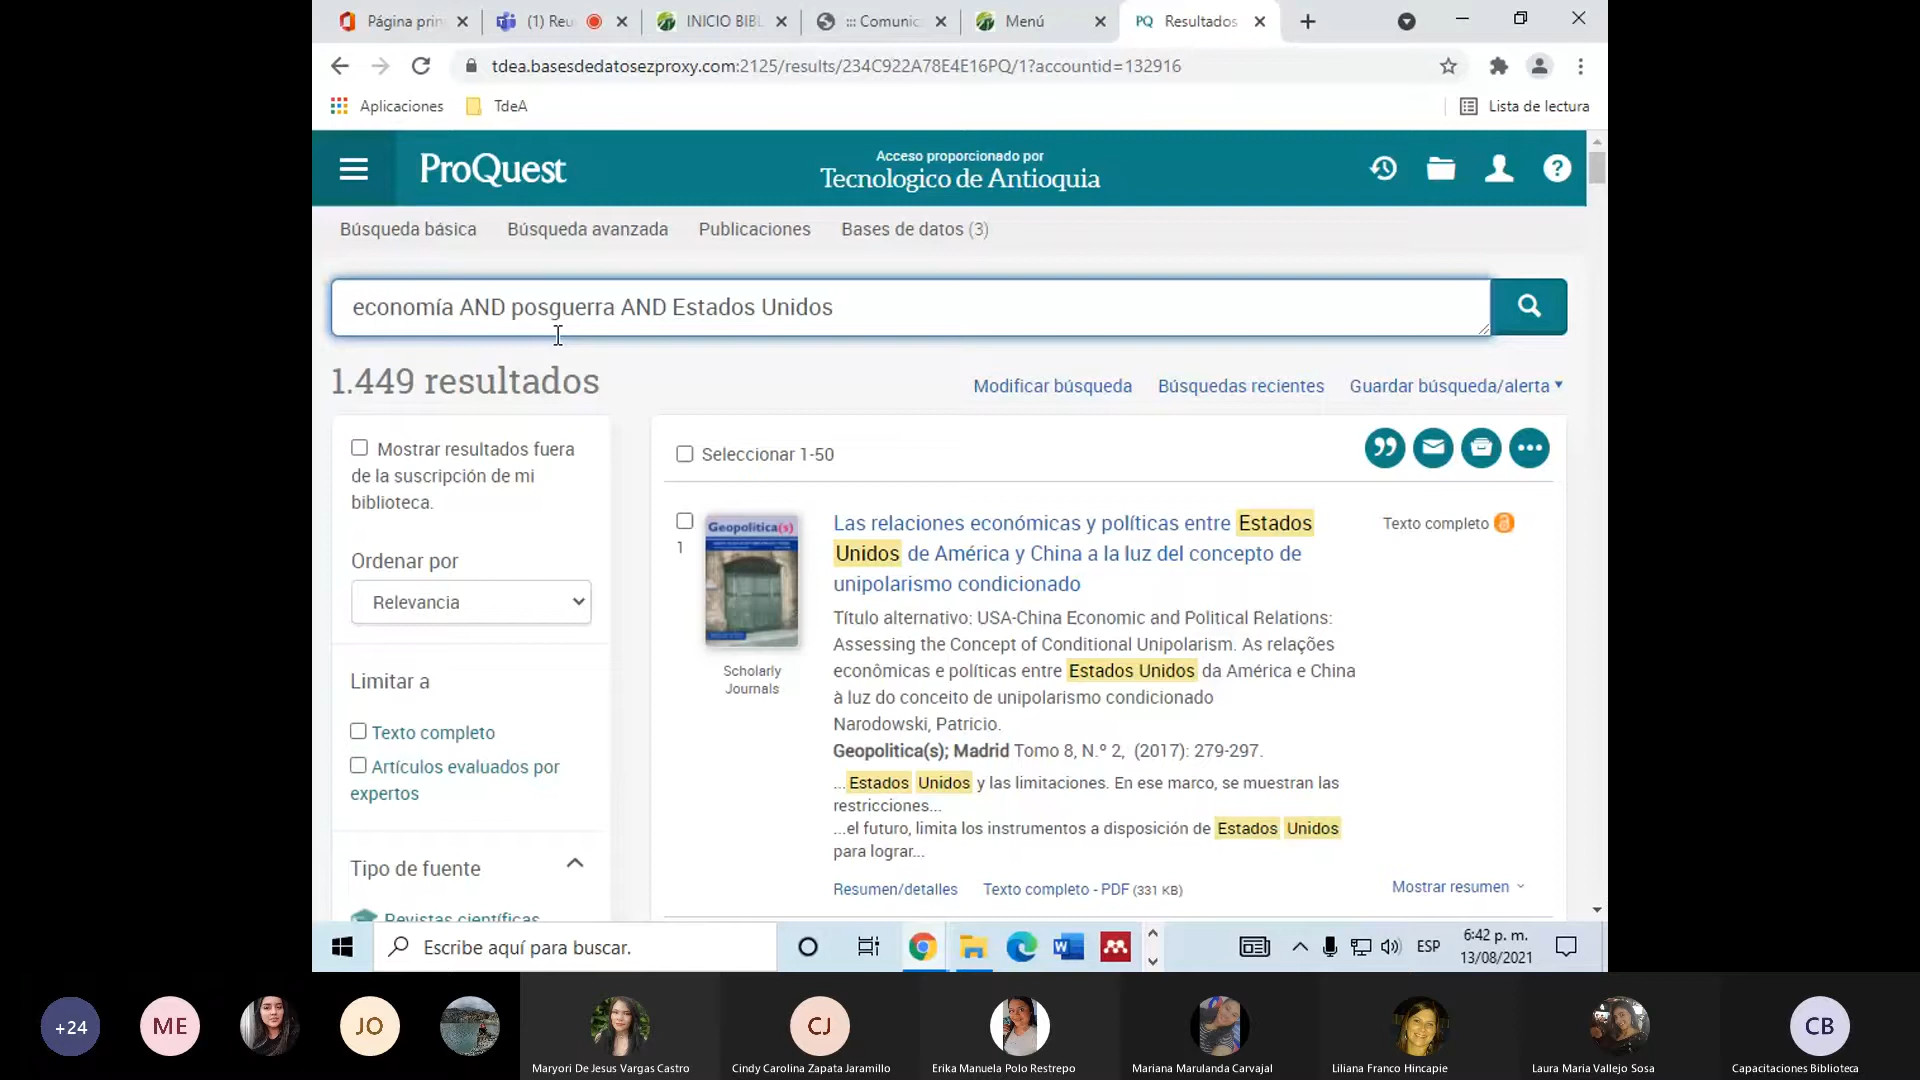 Página prin
(1) Reu
INICIO BIBL
::: Comunic
Menú
PQ Resultados
tdea.basesdedatosezproxy.com:2125/results/234C922A78E4E16PQ/1?accountid=132916
Aplicaciones TdeA Lista de lectura
ProQuest
Acceso proporcionado por
Tecnologico de Antioquia
Búsqueda básica Búsqueda avanzada Publicaciones Bases de datos (3)
economía AND posguerra AND Estados Unidos
1.449 resultados
Modificar búsqueda Búsquedas recientes Guardar búsqueda/alerta
Mostrar resultados fuera
de la suscripción de mi
biblioteca.
Ordenar por
Relevancia
Limitar a
Texto completo
Artículos evaluados por
expertos
Tipo de fuente
Revistas científicas
Seleccionar 1-50
1
Geopolítica(s)
Scholarly
Journals
Las relaciones económicas y políticas entre Estados
Unidos de América y China a la luz del concepto de
unipolarismo condicionado
Texto completo
Título alternativo: USA-China Economic and Political Relations:
Assessing the Concept of Conditional Unipolarism. As relações
econômicas e políticas entre Estados Unidos da América e China
à luz do conceito de unipolarismo condicionado
Narodowski, Patricio.
Geopolitica(s); Madrid Tomo 8, N.º 2, (2017): 279-297.
...Estados Unidos y las limitaciones. En ese marco, se muestran las
restricciones...
...el futuro, limita los instrumentos a disposición de Estados Unidos
para lograr...
Resumen/detalles Texto completo - PDF (331 KB) Mostrar resumen
Escribe aquí para buscar.
ESP
6:42 p. m.
13/08/2021
+24
ME
JO
CJ
CB
Maryori De Jesus Vargas Castro
Cindy Carolina Zapata Jaramillo
Erika Manuela Polo Restrepo
Mariana Marulanda Carvajal
Liliana Franco Hincapie
Laura Maria Vallejo Sosa
Capacitaciones Biblioteca